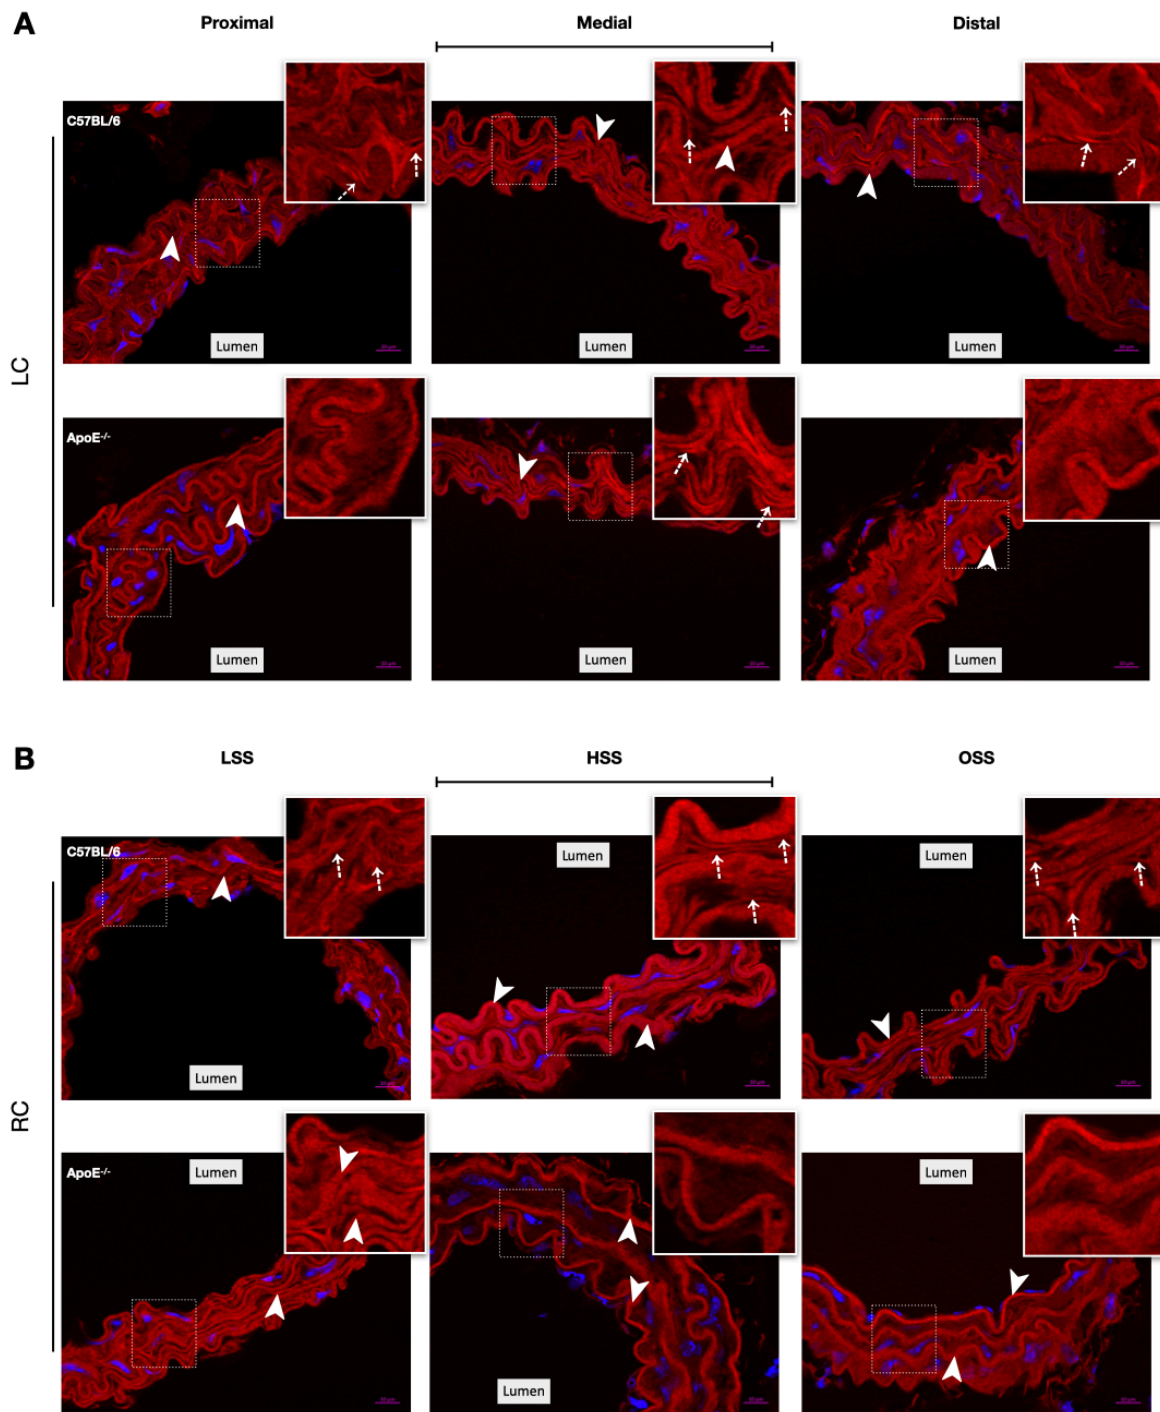 A
Proximal Medial Distal
LC
C57BL/6
Lumen Lumen Lumen
ApoE-/-
Lumen Lumen Lumen
B
LSS HSS OSS
RC
C57BL/6
Lumen Lumen
Lumen
ApoE-/-
Lumen Lumen
Lumen